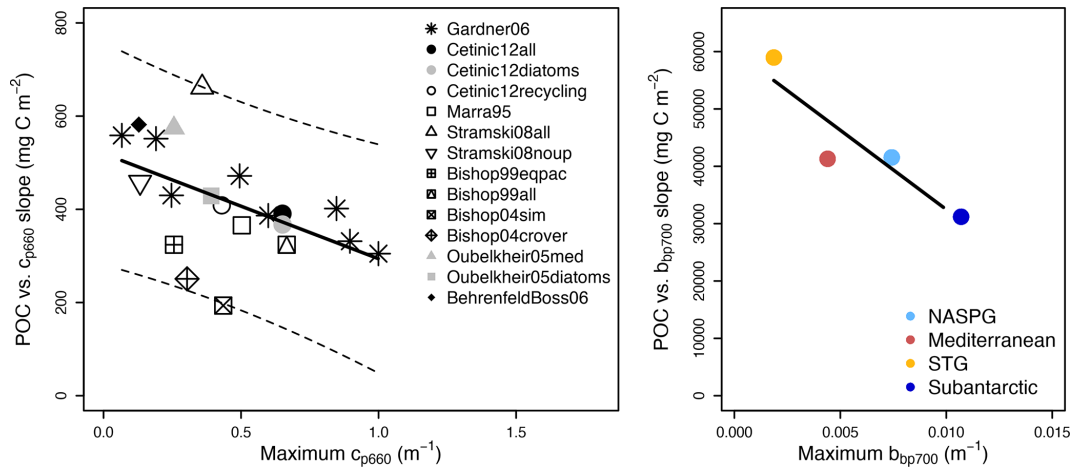 POC vs. cp660 slope (mg C m−2)
800
600
400
200
0
0.0
0.5
1.0
1.5
Maximum cp660 (m−1)
Gardner06
Cetinic12all
Cetinic12diatoms
Cetinic12recycling
Marra95
Stramski08all
Stramski08noup
Bishop99eqpac
Bishop99all
Bishop04sim
Bishop04crover
Oubelkheir05med
Oubelkheir05diatoms
BehrenfeldBoss06
POC vs. bbp700 slope (mg C m−2)
60000
50000
40000
30000
20000
10000
0
0.000
0.005
0.010
0.015
Maximum bbp700 (m−1)
NASPG
Mediterranean
STG
Subantarctic